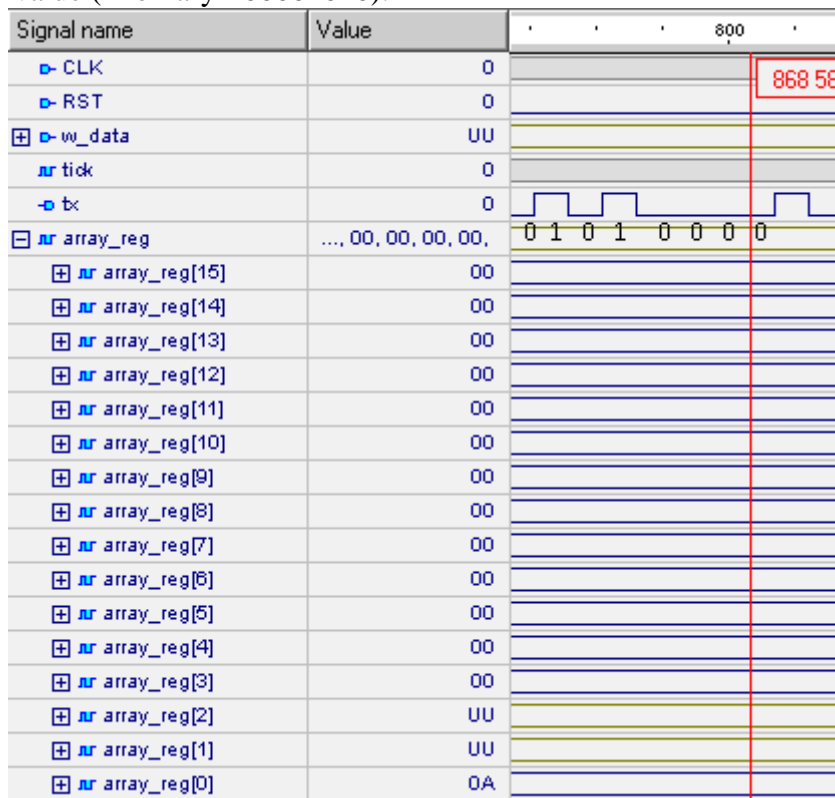 Signal name Value 800
CLK 0 868 58
RST 0
w_data UU
tick 0
tx 0
array_reg ..., 00, 00, 00, 00, 0 1 0 1 0 0 0 0
array_reg[15] 00
array_reg[14] 00
array_reg[13] 00
array_reg[12] 00
array_reg[11] 00
array_reg[10] 00
array_reg[9] 00
array_reg[8] 00
array_reg[7] 00
array_reg[6] 00
array_reg[5] 00
array_reg[4] 00
array_reg[3] 00
array_reg[2] UU
array_reg[1] UU
array_reg[0] 0A